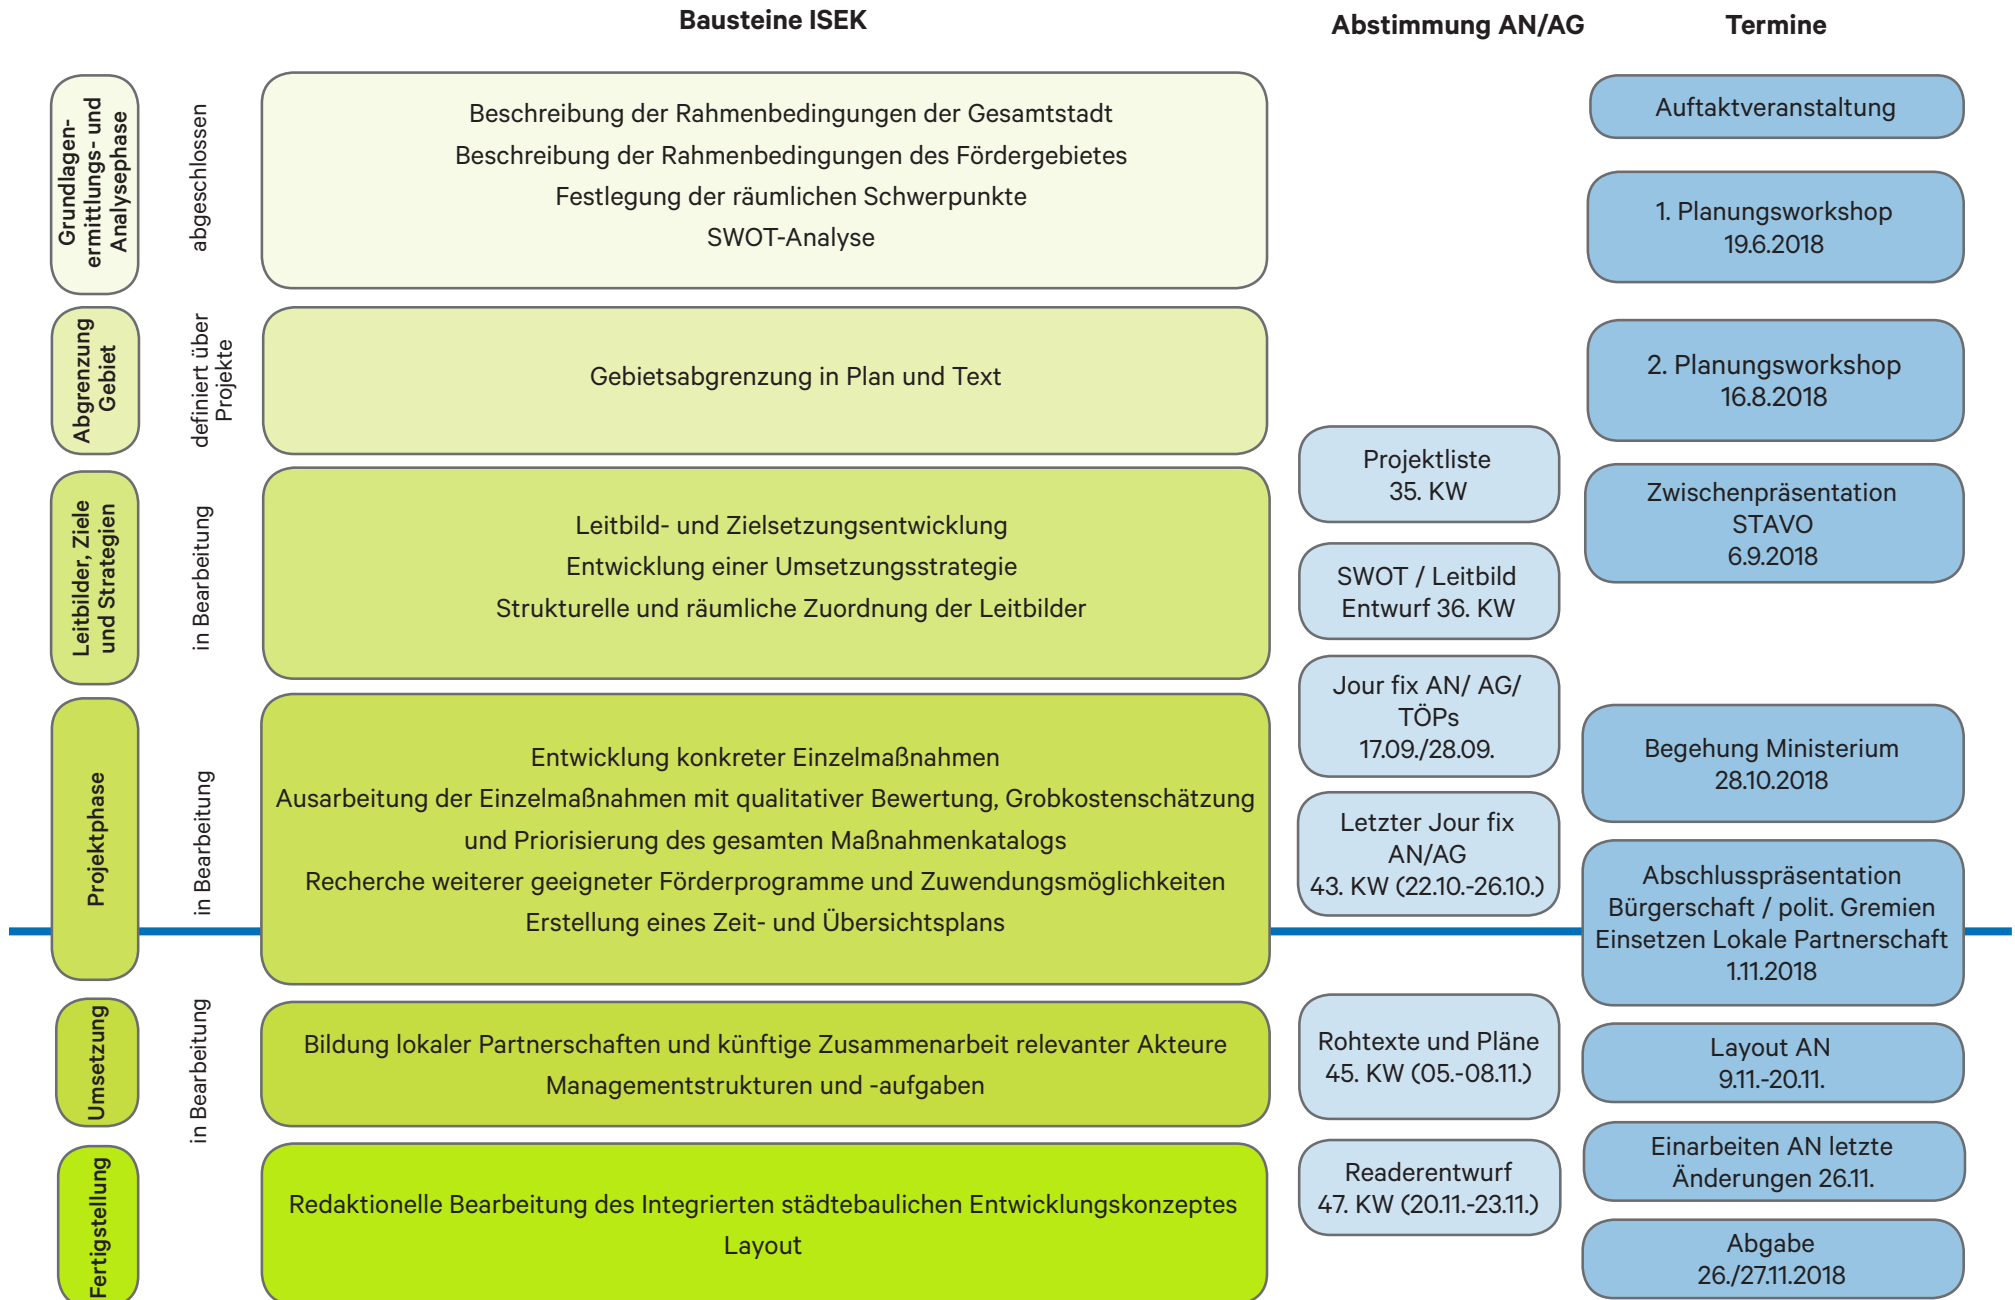 Bausteine ISEK
Abstimmung AN/AG
Termine
Grundlagen-
ermittlungs- und
Analysephase
abgeschlossen
Beschreibung der Rahmenbedingungen der Gesamtstadt
Beschreibung der Rahmenbedingungen des Fördergebietes
Festlegung der räumlichen Schwerpunkte
SWOT-Analyse
Auftaktveranstaltung
1. Planungsworkshop
19.6.2018
Abgrenzung
Gebiet
definiert über
Projekte
Gebietsabgrenzung in Plan und Text
2. Planungsworkshop
16.8.2018
Leitbilder, Ziele
und Strategien
in Bearbeitung
Leitbild- und Zielsetzungsentwicklung
Entwicklung einer Umsetzungsstrategie
Strukturelle und räumliche Zuordnung der Leitbilder
Projektliste
35. KW
SWOT / Leitbild
Entwurf 36. KW
Zwischenpräsentation
STAVO
6.9.2018
Projektphase
in Bearbeitung
Entwicklung konkreter Einzelmaßnahmen
Ausarbeitung der Einzelmaßnahmen mit qualitativer Bewertung, Grobkostenschätzung
und Priorisierung des gesamten Maßnahmenkatalogs
Recherche weiterer geeigneter Förderprogramme und Zuwendungsmöglichkeiten
Erstellung eines Zeit- und Übersichtsplans
Jour fix AN/ AG/
TÖPs
17.09./28.09.
Letzter Jour fix
AN/AG
43. KW (22.10.-26.10.)
Begehung Ministerium
28.10.2018
Abschlusspräsentation
Bürgerschaft / polit. Gremien
Einsetzen Lokale Partnerschaft
1.11.2018
Umsetzung
in Bearbeitung
Bildung lokaler Partnerschaften und künftige Zusammenarbeit relevanter Akteure
Managementstrukturen und -aufgaben
Rohtexte und Pläne
45. KW (05.-08.11.)
Layout AN
9.11.-20.11.
Fertigstellung
Redaktionelle Bearbeitung des Integrierten städtebaulichen Entwicklungskonzeptes
Layout
Readerentwurf
47. KW (20.11.-23.11.)
Einarbeiten AN letzte
Änderungen 26.11.
Abgabe
26./27.11.2018